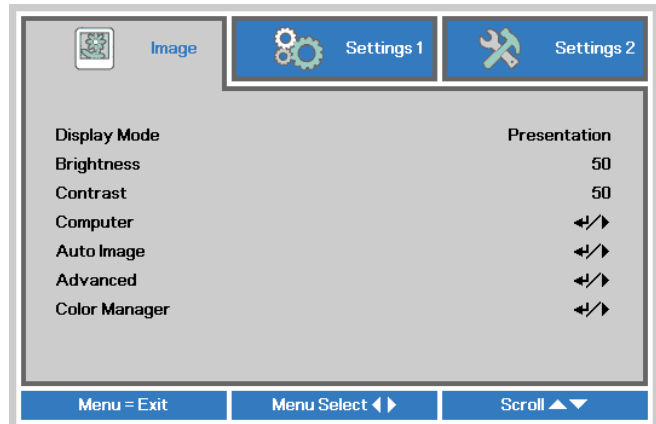 Image Settings 1 Settings 2
Display Mode Presentation
Brightness 50
Contrast 50
Computer ↵/▶
Auto Image ↵/▶
Advanced ↵/▶
Color Manager ↵/▶
Menu = Exit Menu Select ◀▶ Scroll ▲▼